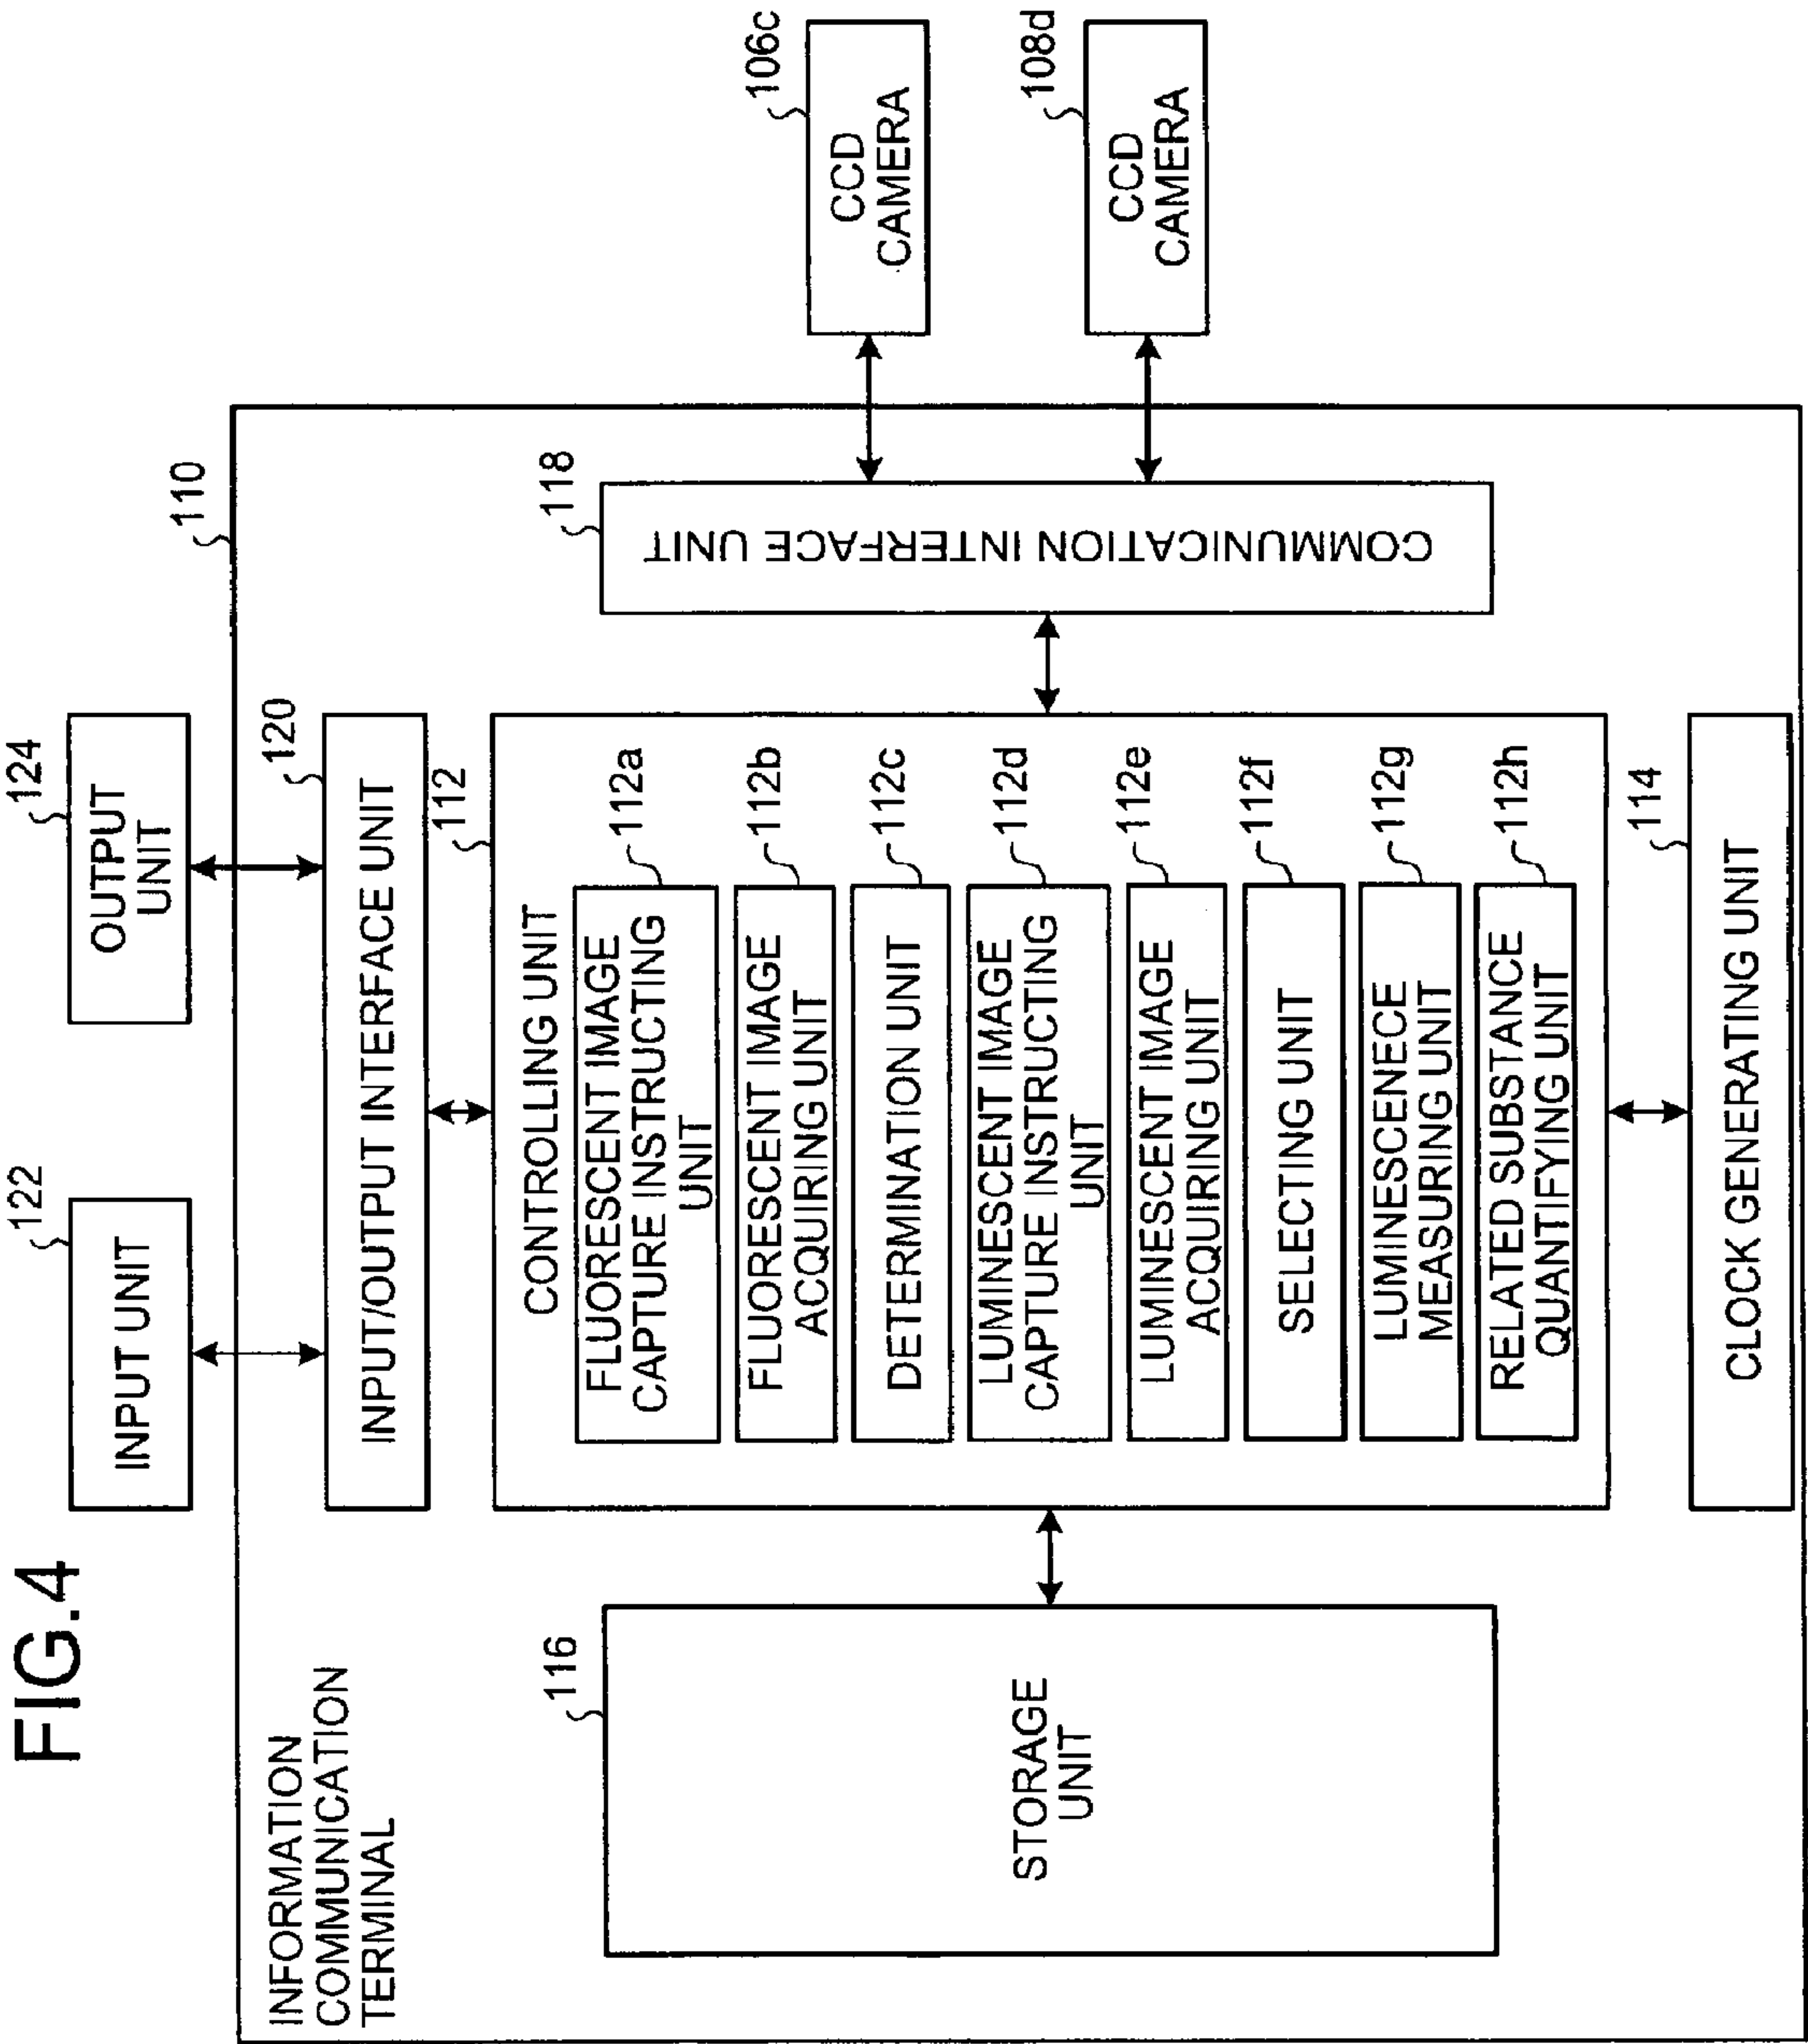 FIG.4
122
INPUT UNIT
124
OUTPUT
UNIT
110
INFORMATION
COMMUNICATION
TERMINAL
120
INPUT/OUTPUT INTERFACE UNIT
116
STORAGE
UNIT
112
CONTROLLING UNIT
FLUORESCENT IMAGE
CAPTURE INSTRUCTING
UNIT
112a
FLUORESCENT IMAGE
ACQUIRING UNIT
112b
DETERMINATION UNIT
112c
LUMINESCENT IMAGE
CAPTURE INSTRUCTING
UNIT
112d
LUMINESCENT IMAGE
ACQUIRING UNIT
112e
SELECTING UNIT
112f
LUMINESCENECE
MEASURING UNIT
112g
RELATED SUBSTANCE
QUANTIFYING UNIT
112h
114
CLOCK GENERATING UNIT
118
COMMUNICATION INTERFACE UNIT
106c
CCD
CAMERA
108d
CCD
CAMERA